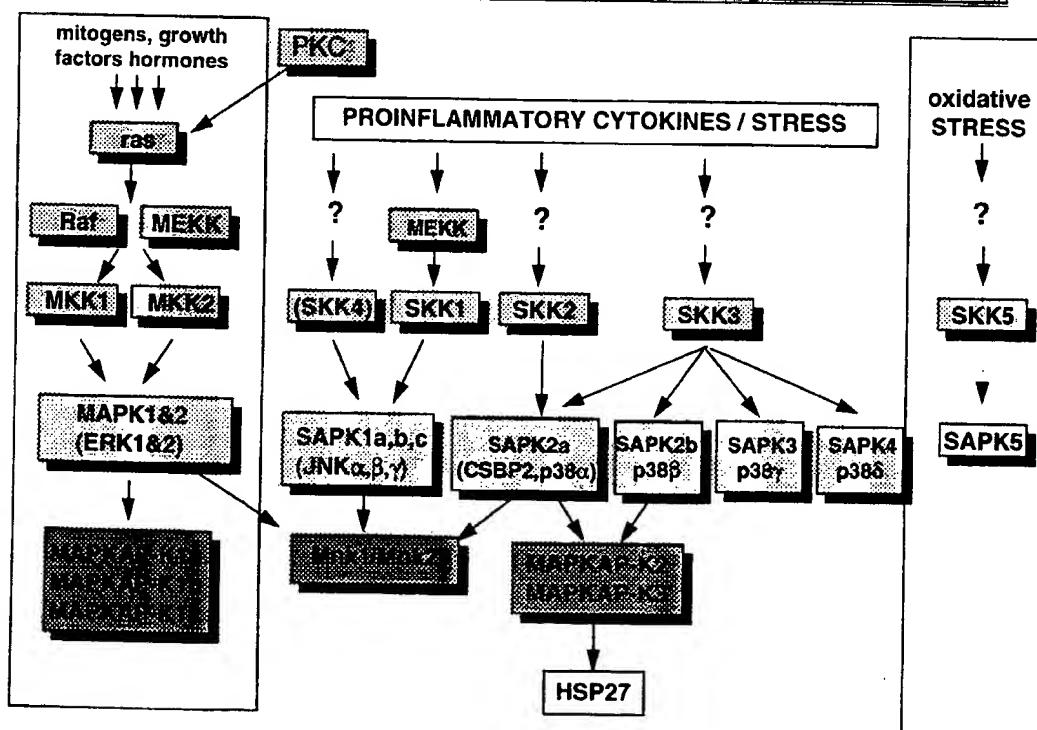 mitogens, growth
factors hormones
PKC
ras
Raf
MEKK
MKK1
MKK2
MAPK1&2
(ERK1&2)
PROINFLAMMATORY CYTOKINES / STRESS
?
MEKK
?
?
(SKK4)
SKK1
SKK2
SKK3
SAPK1a,b,c
(JNKα,β,γ)
SAPK2a
(CSBP2,p38α)
SAPK2b
p38β
SAPK3
p38γ
SAPK4
p38δ
MAPKAP-K2
MAPKAP-K3
HSP27
oxidative
STRESS
?
SKK5
SAPK5